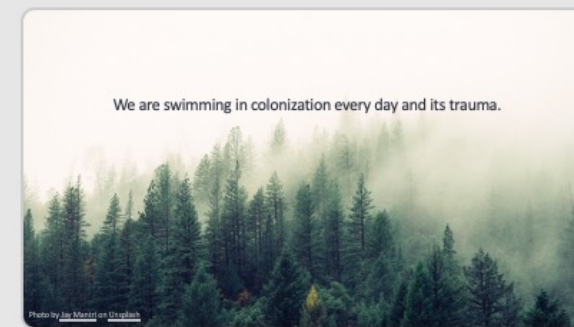 We are swimming in colonization every day and its trauma.
Photo by Jay Mantri on Unsplash